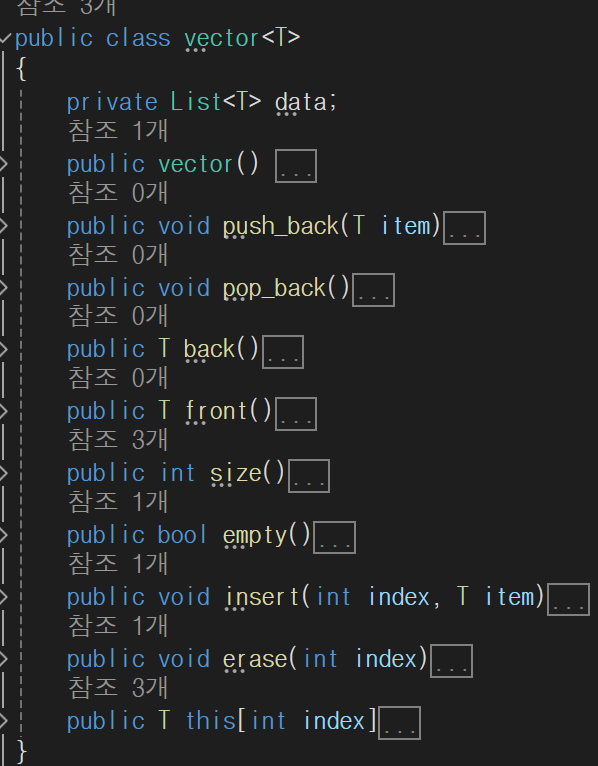 참조 3개
public class vector<T>
{
private List<T> data;
참조 1개
public vector() ...
참조 0개
public void push_back(T item)...
참조 0개
public void pop_back()...
참조 0개
public T back()...
참조 0개
public T front()...
참조 3개
public int size()...
참조 1개
public bool empty()...
참조 1개
public void insert(int index, T item)...
참조 1개
public void erase(int index)...
참조 3개
public T this[int index]...
}